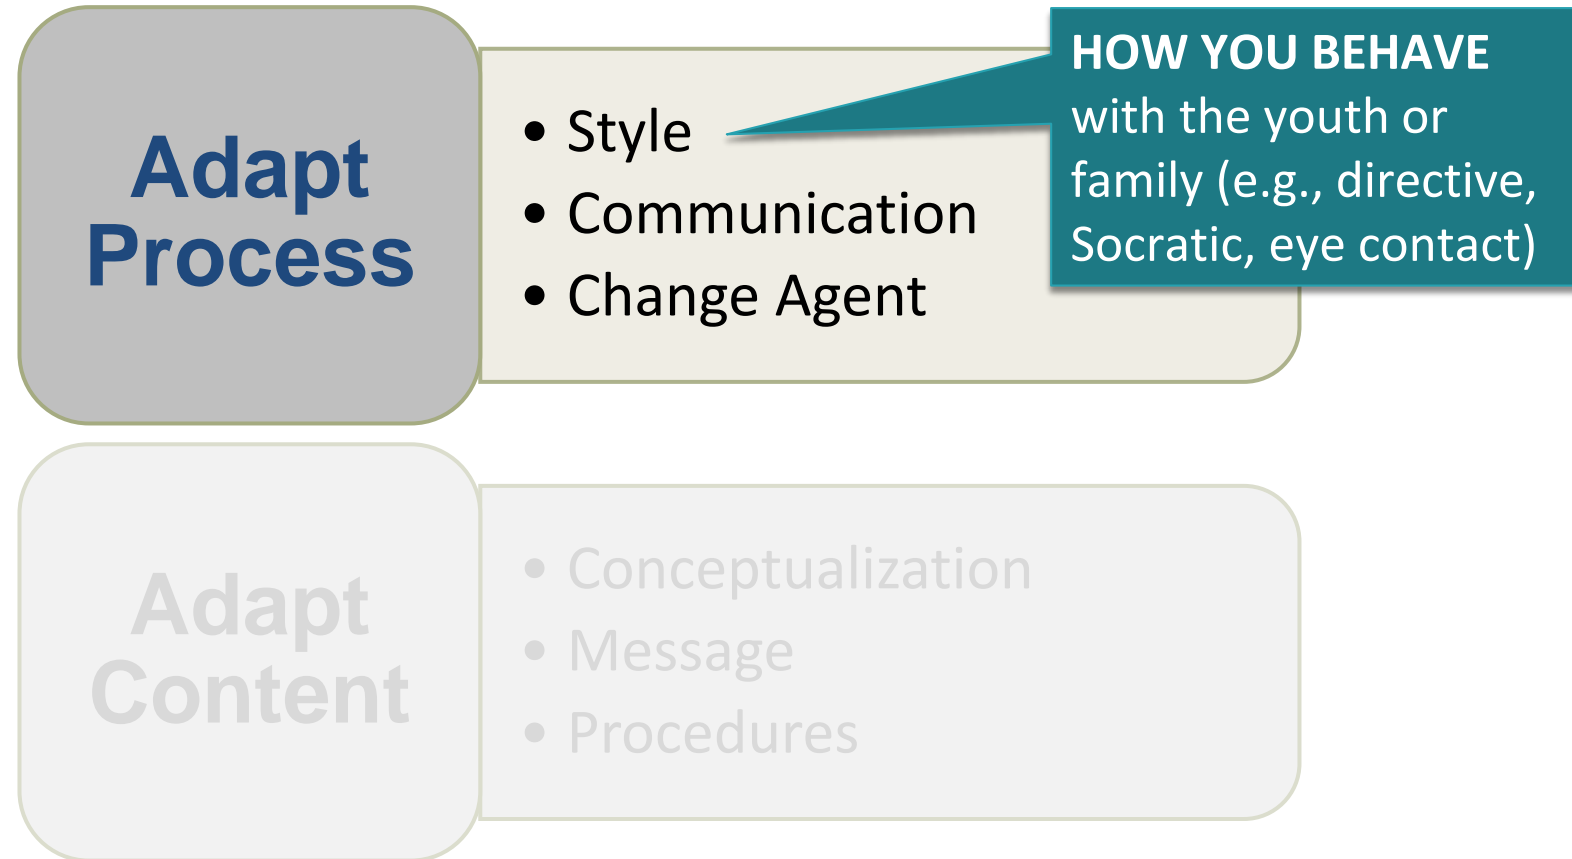 Adapt
Process
• Style
• Communication
• Change Agent
HOW YOU BEHAVE
with the youth or
family (e.g., directive,
Socratic, eye contact)
Adapt
Content
• Conceptualization
• Message
• Procedures